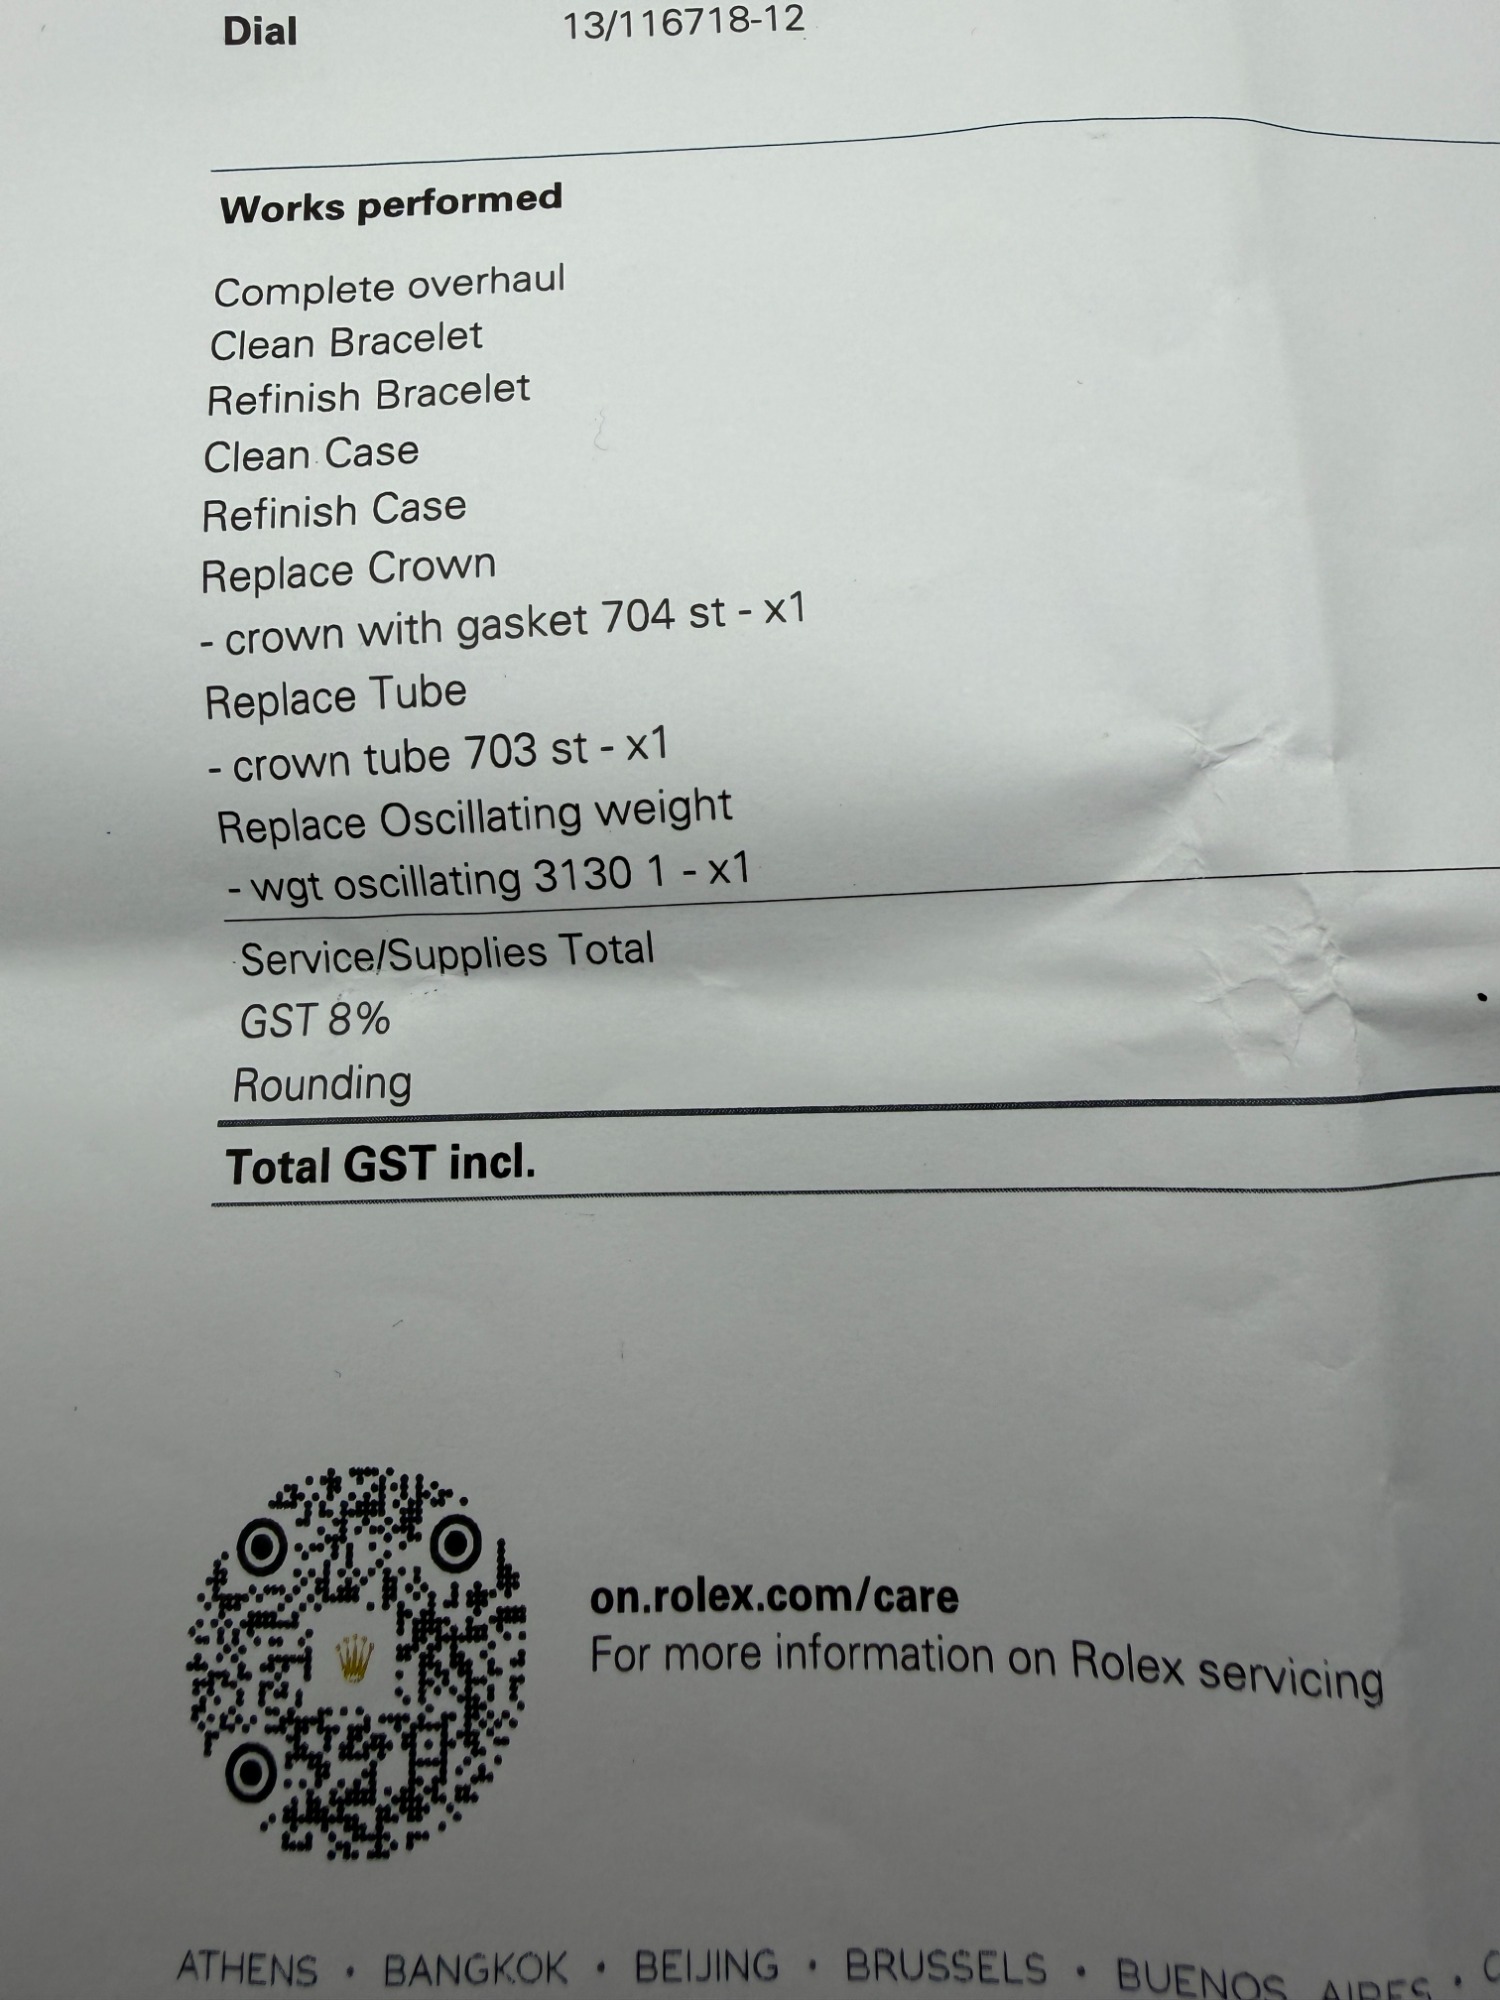 Dial 13/116718-12
Works performed
Complete overhaul
Clean Bracelet
Refinish Bracelet
Clean Case
Refinish Case
Replace Crown
- crown with gasket 704 st - x1
Replace Tube
- crown tube 703 st - x1
Replace Oscillating weight
- wgt oscillating 3130 1 - x1
Service/Supplies Total
GST 8%
Rounding
Total GST incl.
on.rolex.com/care
For more information on Rolex servicing
ATHENS · BANGKOK · BEIJING · BRUSSELS · BUENOS AIRES ·